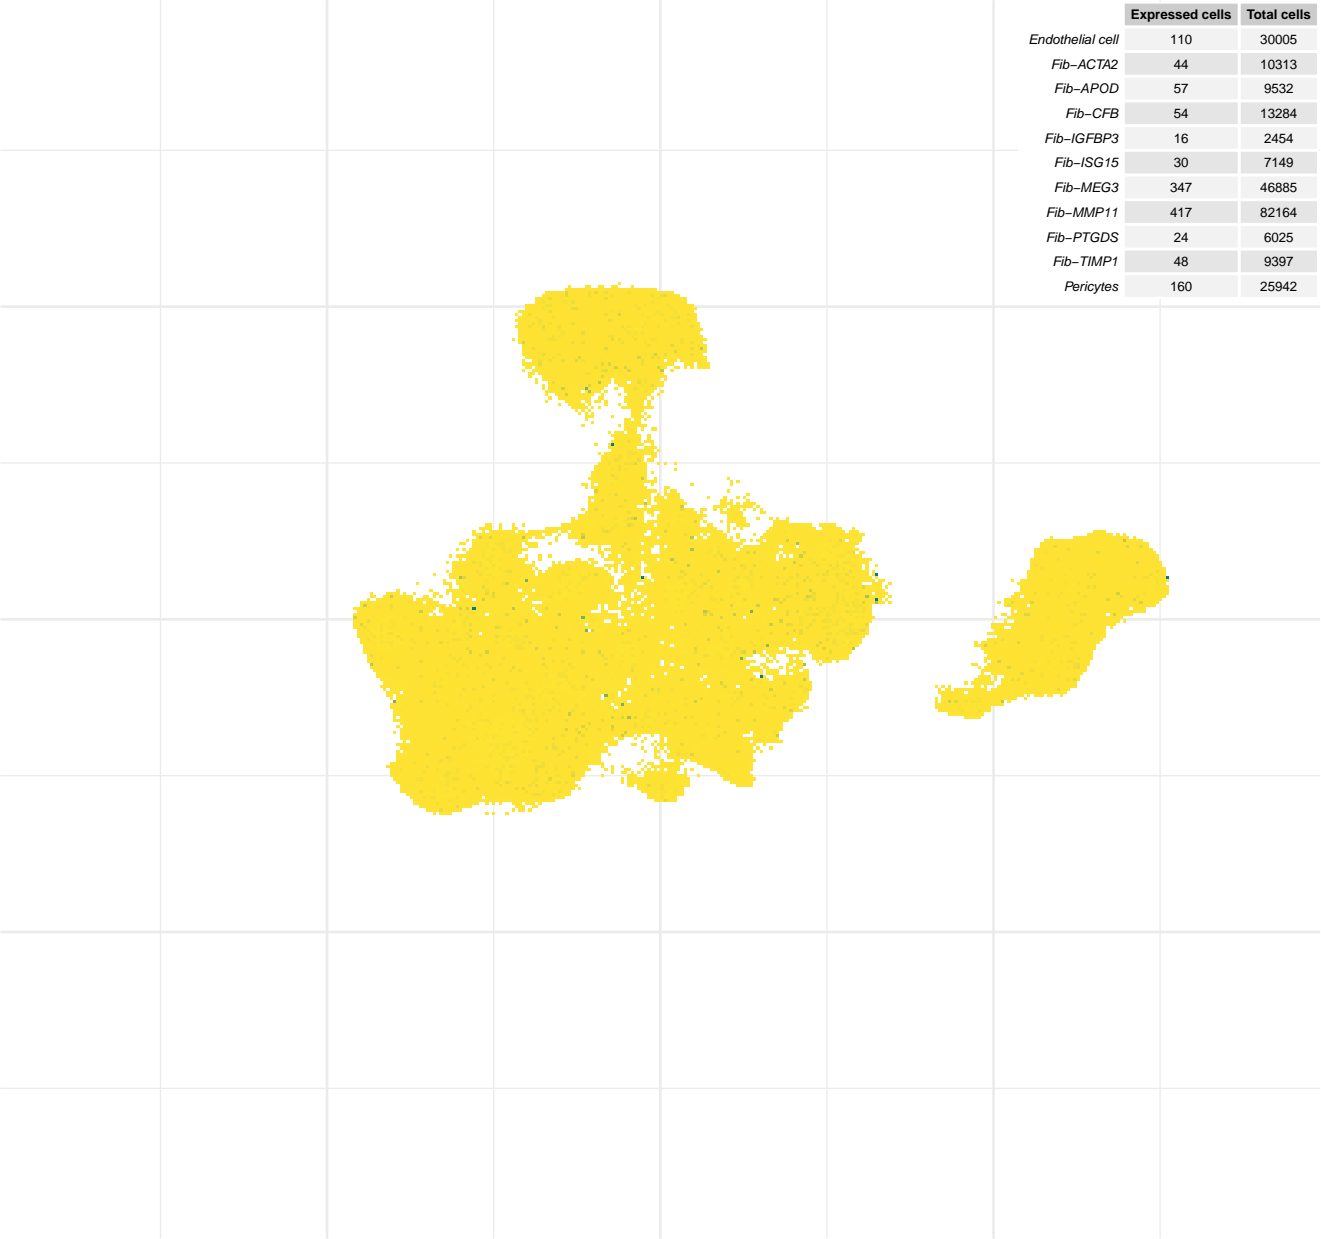 Expressed cells Total cells
Endothelial cell 110 30005
Fib−ACTA2 44 10313
Fib−APOD 57 9532
Fib−CFB 54 13284
Fib−IGFBP3 16 2454
Fib−ISG15 30 7149
Fib−MEG3 347 46885
Fib−MMP11 417 82164
Fib−PTGDS 24 6025
Fib−TIMP1 48 9397
Pericytes 160 25942